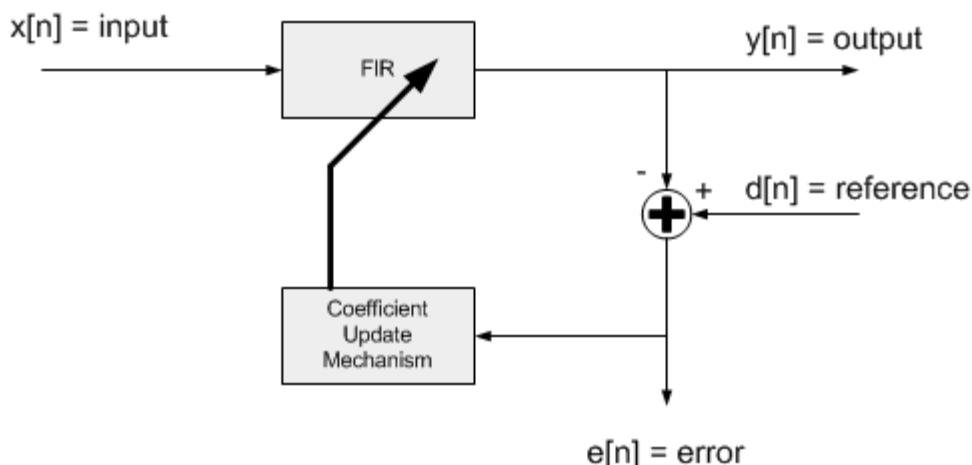 x[n] = input
FIR
y[n] = output
-
+
d[n] = reference
Coefficient
Update
Mechanism
e[n] = error